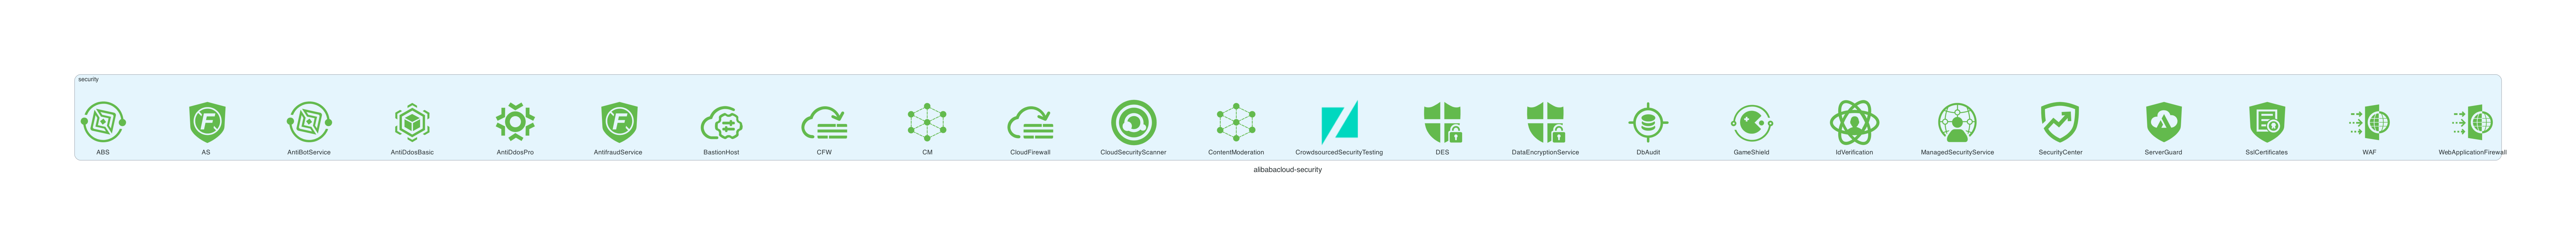 security
ABS
AS
AntiBotService
AntiDdosBasic
AntiDdosPro
AntifraudService
BastionHost
CFW
CM
CloudFirewall
CloudSecurityScanner
ContentModeration
CrowdsourcedSecurityTesting
DES
DataEncryptionService
DbAudit
GameShield
IdVerification
ManagedSecurityService
SecurityCenter
ServerGuard
SslCertificates
WAF
WebApplicationFirewall
alibabacloud-security